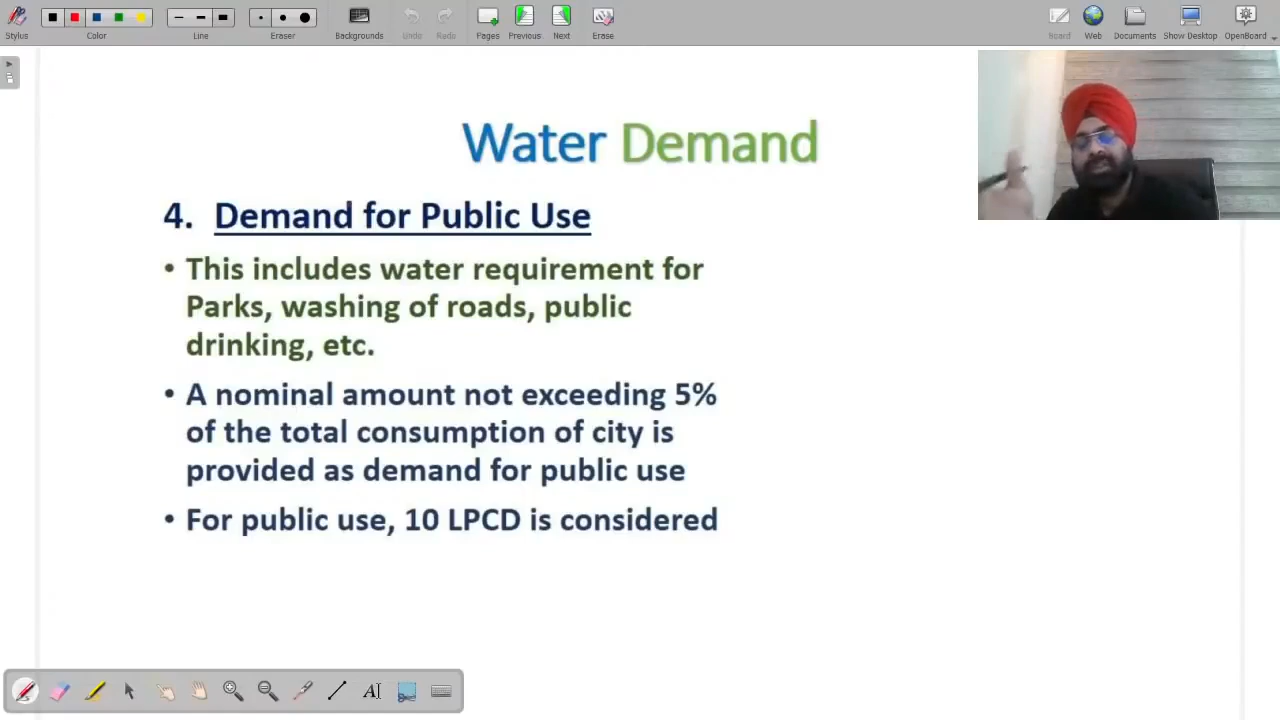 Stylus
Color
Line
Eraser
Backgrounds
Undo
Redo
Pages
Previous
Next
Erase
Board
Web
Documents
Show Desktop
OpenBoard
Water Demand
4. Demand for Public Use
• This includes water requirement for
Parks, washing of roads, public
drinking, etc.
• A nominal amount not exceeding 5%
of the total consumption of city is
provided as demand for public use
• For public use, 10 LPCD is considered